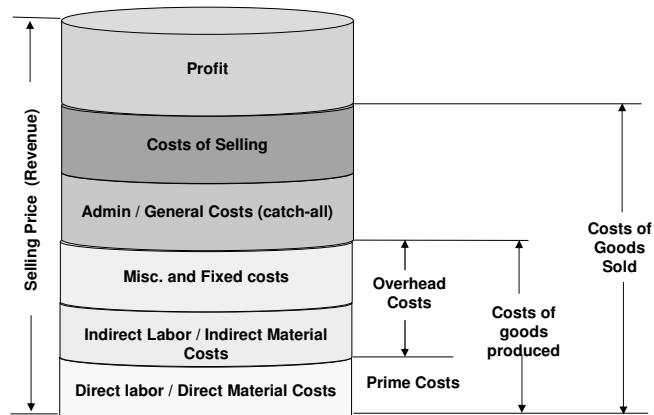 Profit
Costs of Selling
Admin / General Costs (catch-all)
Misc. and Fixed costs
Indirect Labor / Indirect Material
Costs
Direct labor / Direct Material Costs
Selling Price (Revenue)
Overhead
Costs
Prime Costs
Costs of
goods
produced
Costs of
Goods
Sold